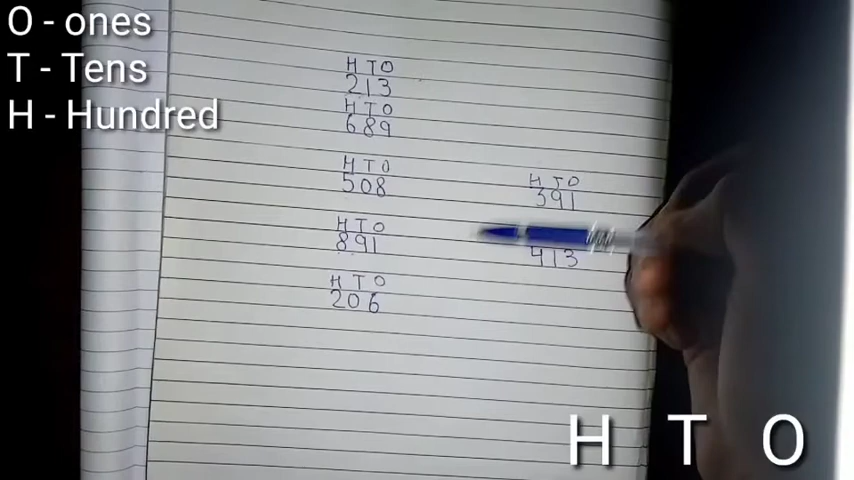 O - ones
T - Tens
H - Hundred
H T O
213
H T O
689
H T O
508
H T O
891
H T O
206
H T O
391
413
H T O